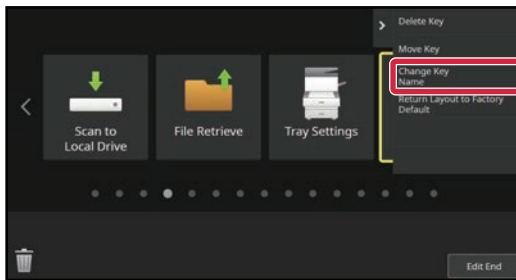 Delete Key
Move Key
Change Key
Name
Return Layout to Factory
Default
Scan to
Local Drive
File Retrieve
Tray Settings
Edit End